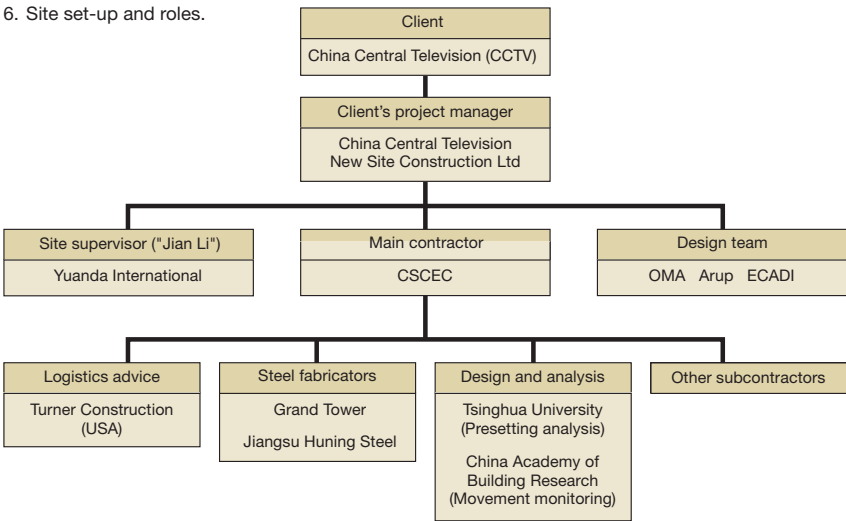 6. Site set-up and roles.
Client
China Central Television (CCTV)
Client's project manager
China Central Television
New Site Construction Ltd
Site supervisor ("Jian Li")
Yuanda International
Main contractor
CSCEC
Design team
OMA Arup ECADI
Logistics advice
Turner Construction
(USA)
Steel fabricators
Grand Tower
Jiangsu Huning Steel
Design and analysis
Tsinghua University
(Presetting analysis)
China Academy of
Building Research
(Movement monitoring)
Other subcontractors